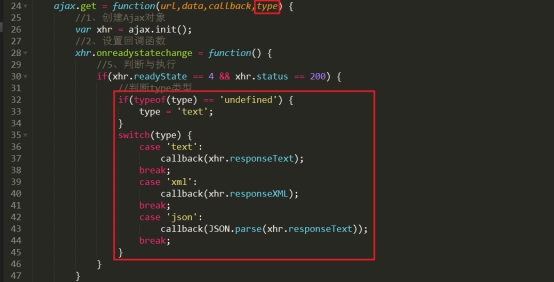 24 ajax.get = function(url,data,callback,type) {
25 //1、创建Ajax对象
26 var xhr = ajax.init();
27 //2、设置回调函数
28 xhr.onreadystatechange = function() {
29 //5、判断与执行
30 if(xhr.readyState == 4 && xhr.status == 200) {
31 //判断type类型
32 if(typeof(type) == 'undefined') {
33 type = 'text';
34 }
35 switch(type) {
36 case 'text':
37 callback(xhr.responseText);
38 break;
39 case 'xml':
40 callback(xhr.responseXML);
41 break;
42 case 'json':
43 callback(JSON.parse(xhr.responseText));
44 break;
45 }
46 }
47 }